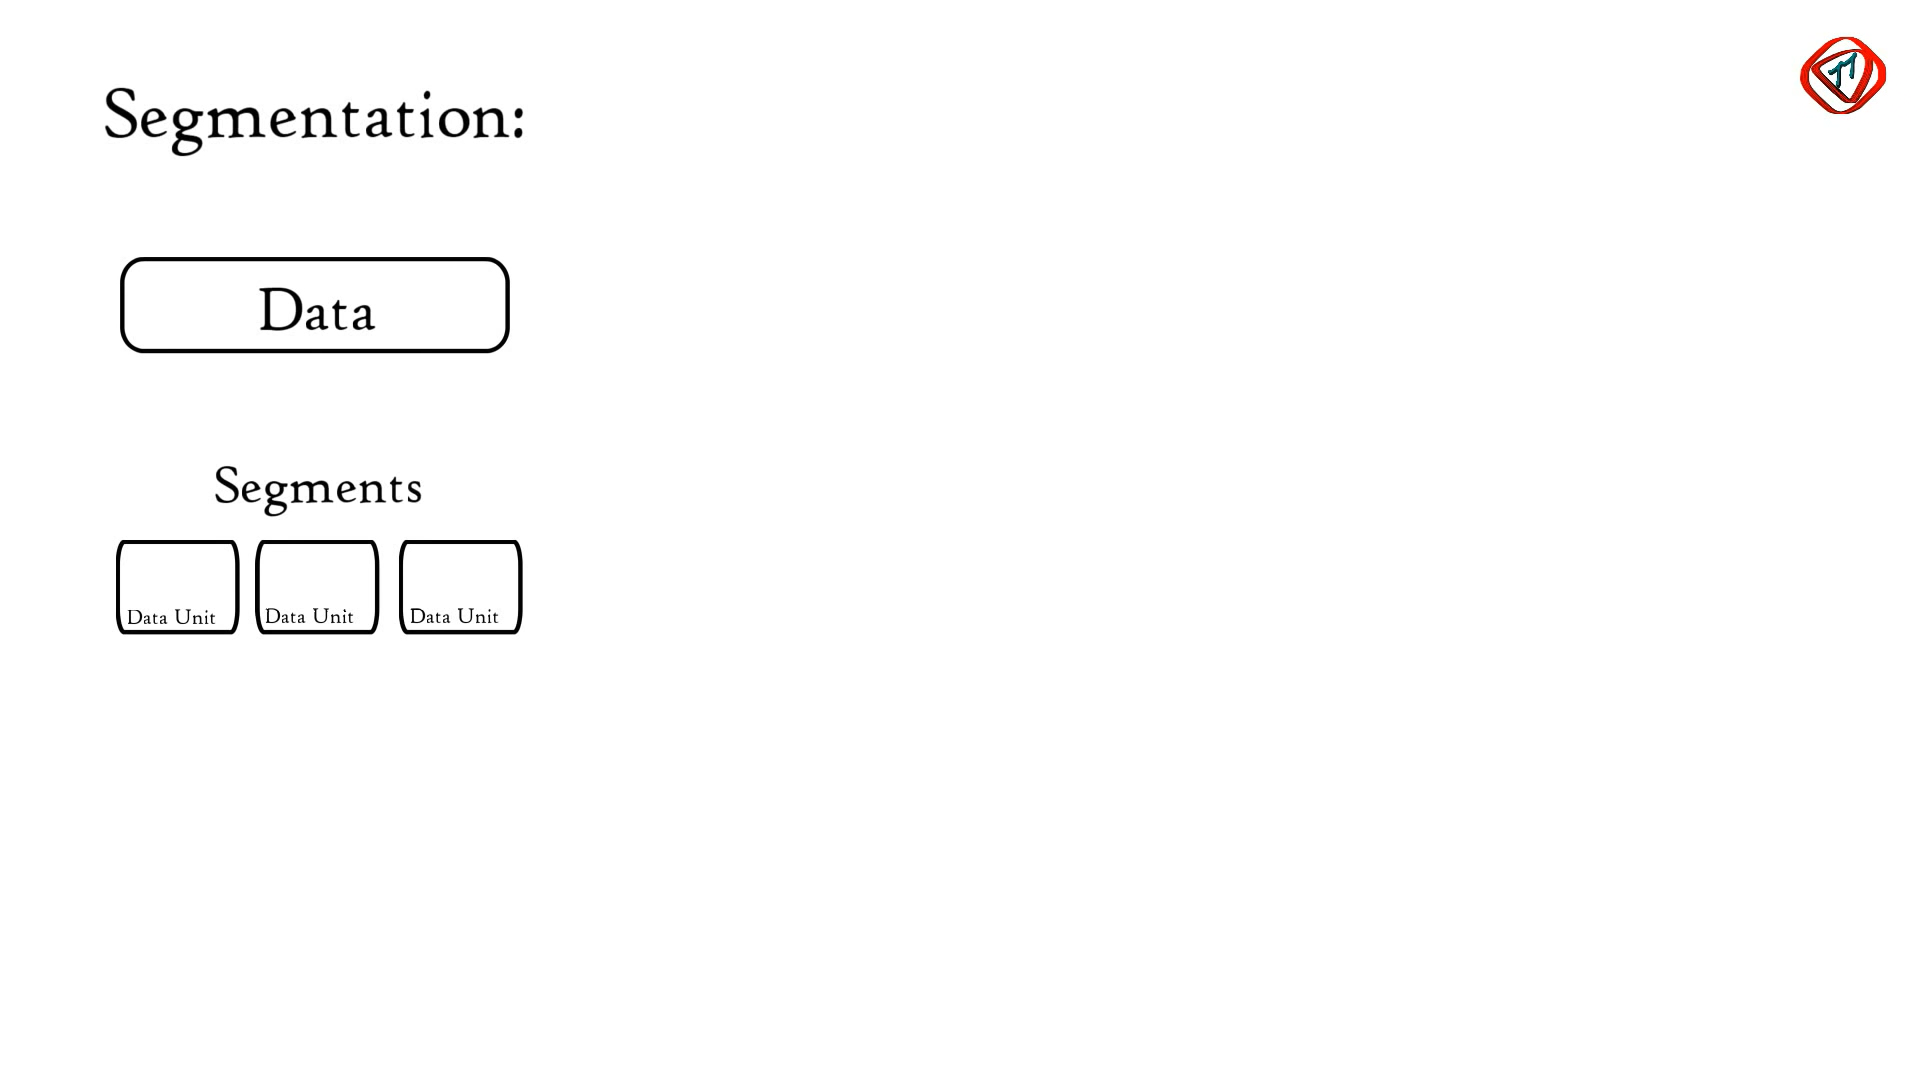 Segmentation:
Data
Segments
Data Unit Data Unit Data Unit